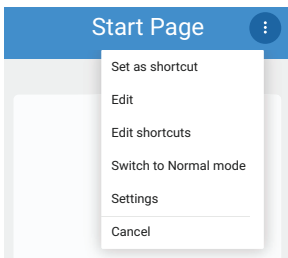 Start Page
Set as shortcut
Edit
Edit shortcuts
Switch to Normal mode
Settings
Cancel